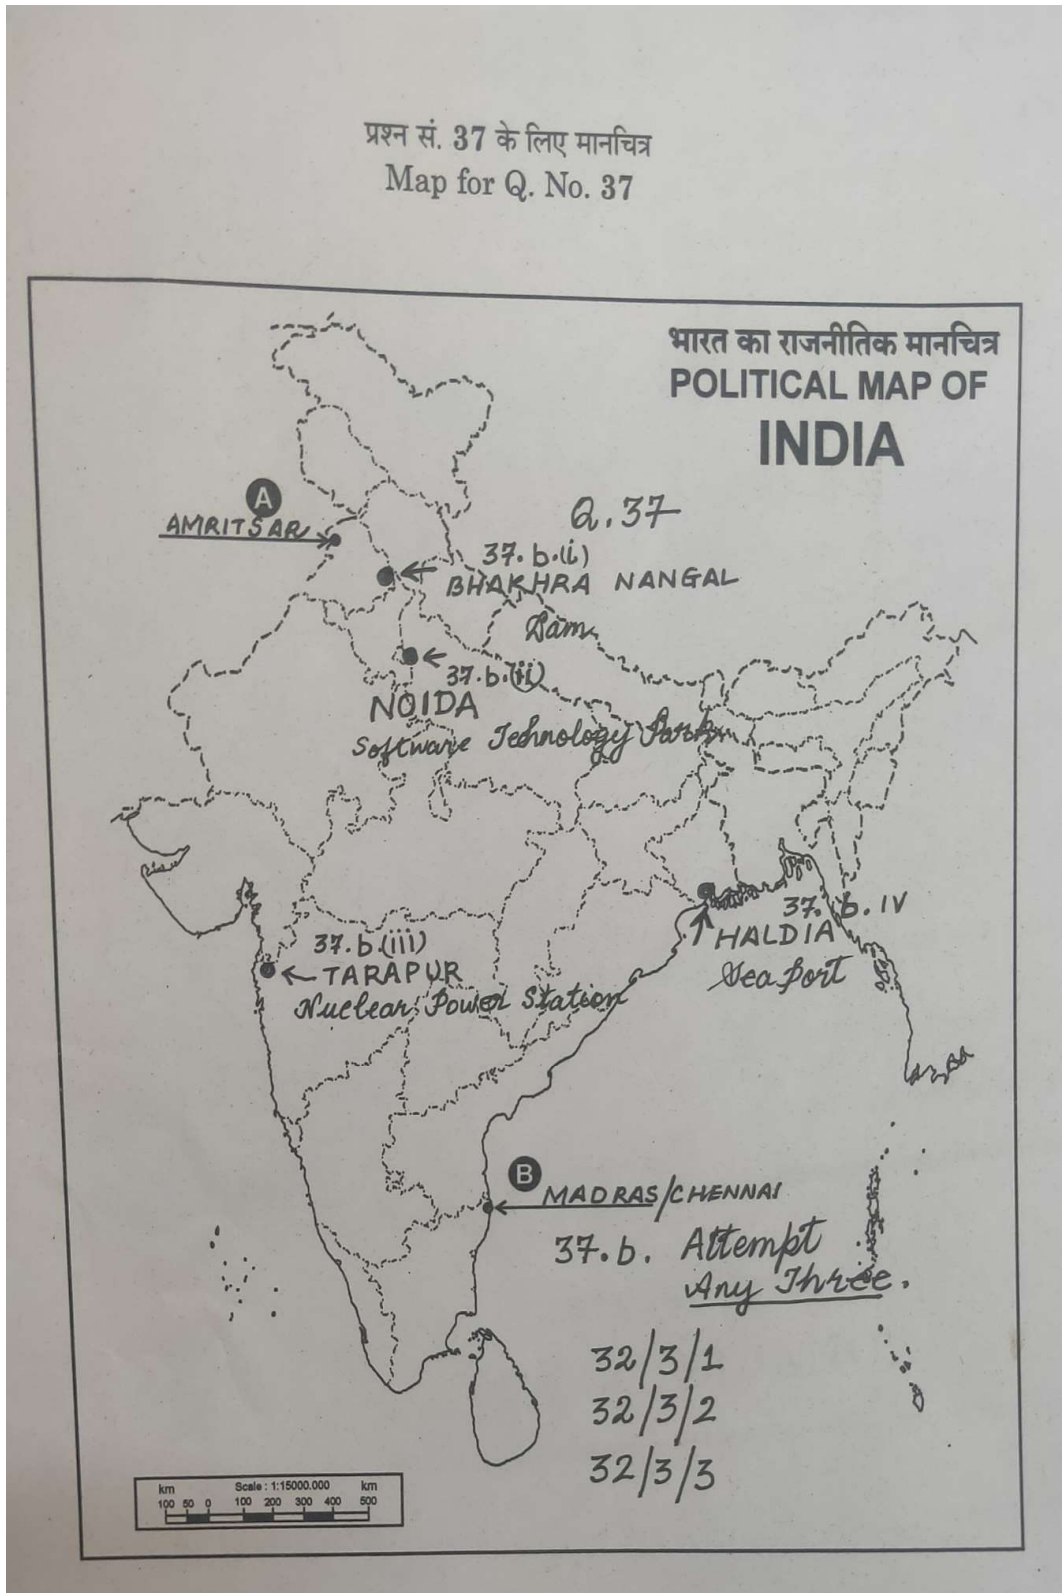 प्रश्न सं. 37 के लिए मानचित्र
Map for Q. No. 37
भारत का राजनीतिक मानचित्र
POLITICAL MAP OF
INDIA
A
AMRITSAR
Q.37
37.b.(i)
BHAKHRA NANGAL
Dam
37.b.(ii)
NOIDA
Software Technology Park
37.b.IV
HALDIA
Sea Port
37.b.(iii)
TARAPUR
Nuclear Power Station
B
MADRAS/CHENNAI
37.b. Attempt
Any Three.
32/3/1
32/3/2
32/3/3
km Scale : 1:15000.000 km
100 50 0 100 200 300 400 500